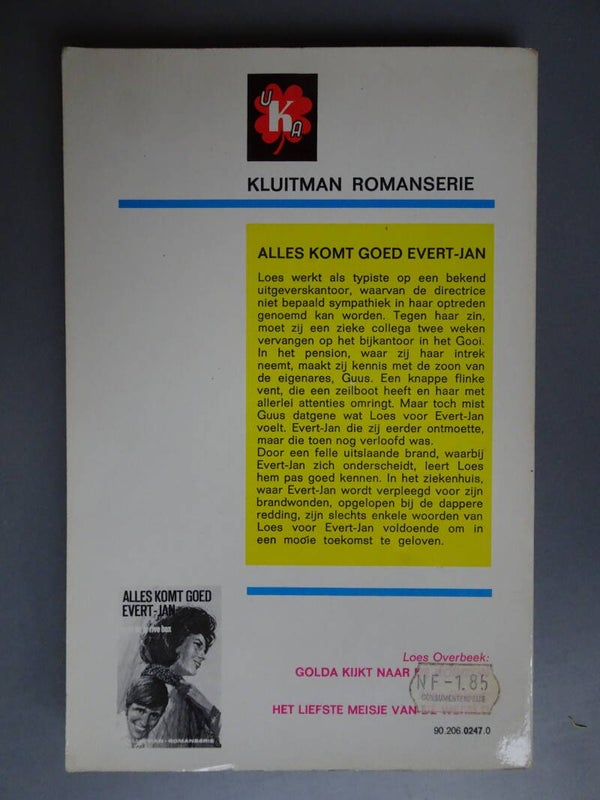 UKA
KLUITMAN ROMANSERIE
ALLES KOMT GOED EVERT-JAN
Loes werkt als typiste op een bekend
uitgeverskantoor, waarvan de directrice
niet bepaald sympathiek in haar optreden
genoemd kan worden. Tegen haar zin,
moet zij een zieke collega twee weken
vervangen op het bijkantoor in het Gooi.
In het pension, waar zij haar intrek
neemt, maakt zij kennis met de zoon van
de eigenares, Guus. Een knappe flinke
vent, die een zeilboot heeft en haar met
allerlei attenties omringt. Maar toch mist
Guus datgene wat Loes voor Evert-Jan
voelt. Evert-Jan die zij eerder ontmoette,
maar die toen nog verloofd was.
Door een felle uitslaande brand, waarbij
Evert-Jan zich onderscheidt, leert Loes
hem pas goed kennen. In het ziekenhuis,
waar Evert-Jan wordt verpleegd voor zijn
brandwonden, opgelopen bij de dappere
redding, zijn slechts enkele woorden van
Loes voor Evert-Jan voldoende om in
een mooie toekomst te geloven.
ALLES KOMT GOED
EVERT-JAN
KLUITMAN-ROMANSERIE
Loes Overbeek:
GOLDA KIJKT NAAR
NF-1.85
CONSUMENTENPRIJS
HET LIEFSTE MEISJE VAN DE
90.206.0247.0